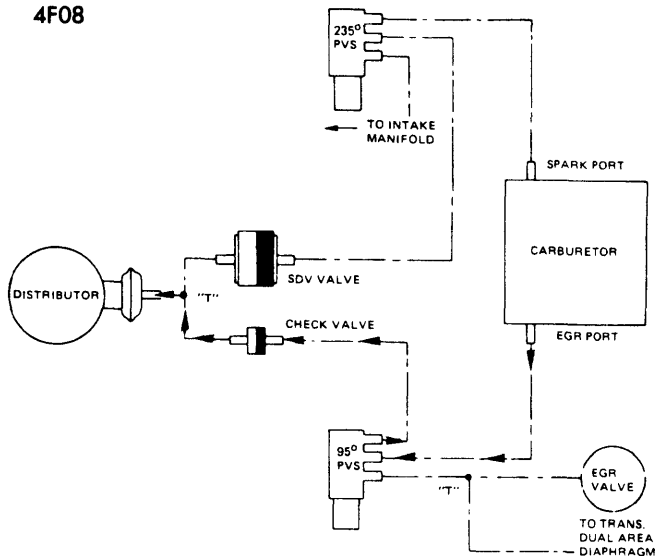 4F08
235°
PVS
TO INTAKE
MANIFOLD
SPARK PORT
CARBURETOR
SDV VALVE
DISTRIBUTOR
"T"
CHECK VALVE
EGR PORT
95°
PVS
"T"
EGR
VALVE
TO TRANS.
DUAL AREA
DIAPHRAGM